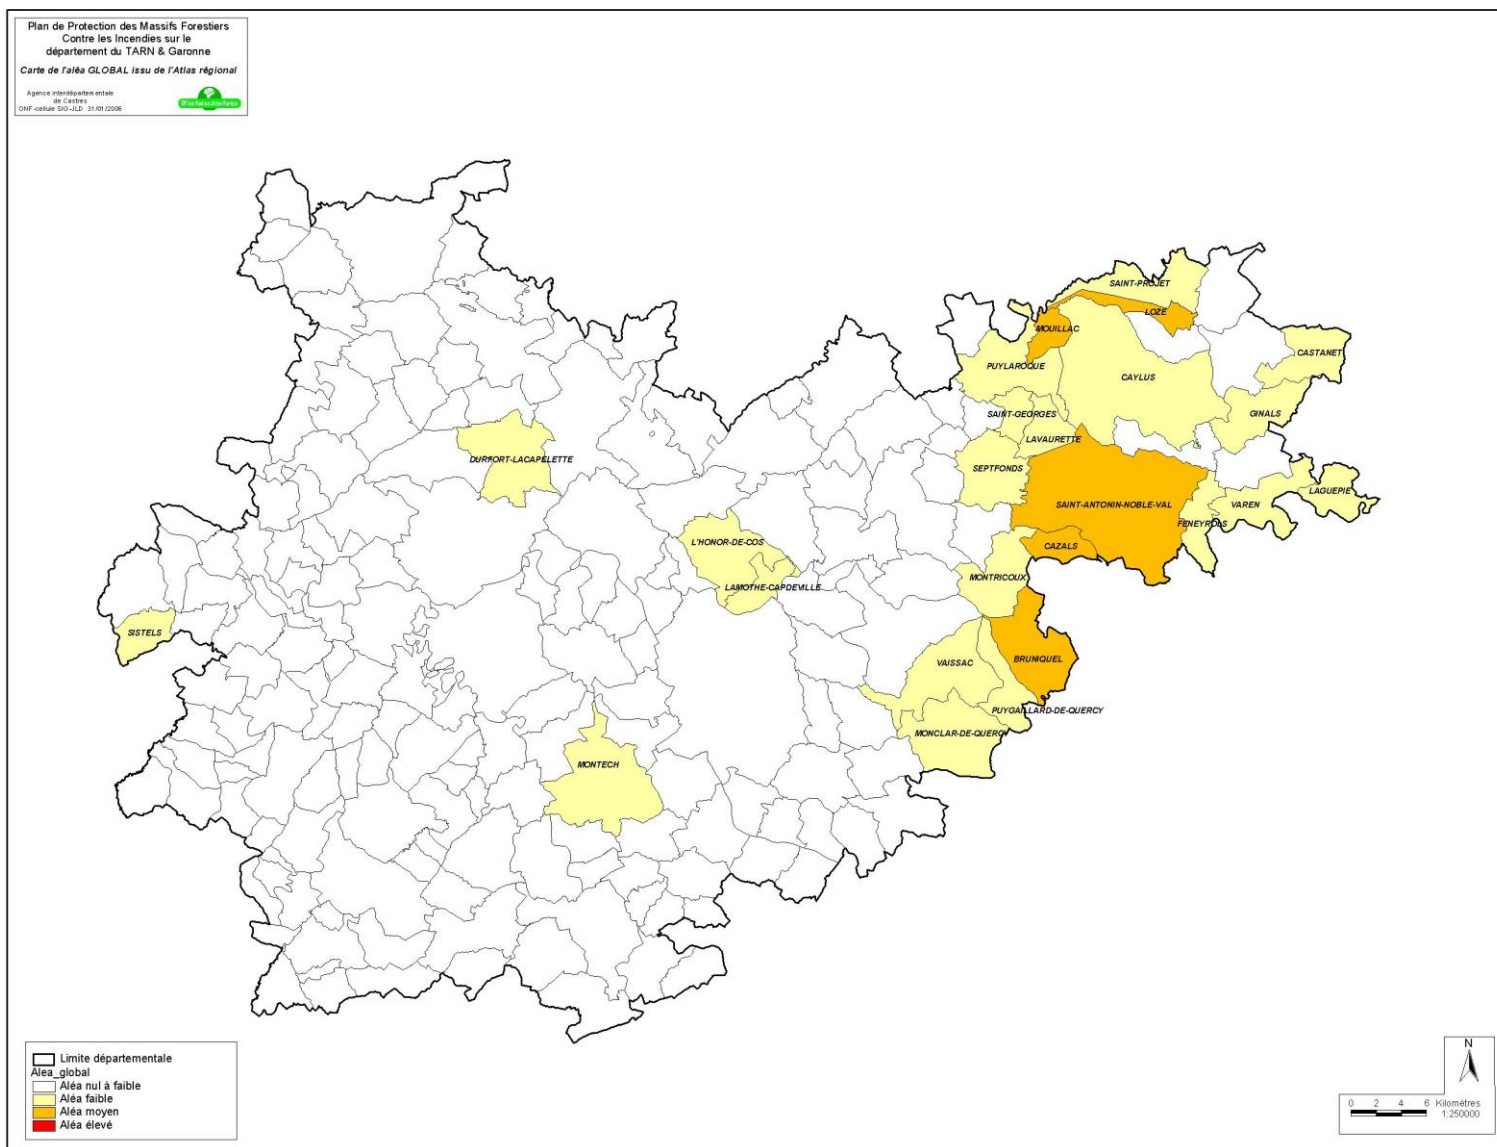 Plan de Protection des Massifs Forestiers
Contre les Incendies sur le
département du TARN & Garonne
Carte de l'aléa GLOBAL issu de l'Atlas régional
Agence interdépartementale
de Castres
ONF-cellule SIG-JLD 31/01/2006
Office National des Forêts
SAINT-PROJET
LOZE
MOUILLAC
CASTANET
PUYLAROQUE
CAYLUS
SAINT-GEORGES
GINALS
LAVAURETTE
DURFORT-LACAPELETTE
SEPTFONDS
LAGUEPIE
SAINT-ANTONIN-NOBLE-VAL
VAREN
FENEYROLS
L'HONOR-DE-COS
CAZALS
MONTRICOUX
LAMOTHE-CAPDEVILLE
SISTELS
BRUNIQUEL
VAISSAC
PUYGAILLARD-DE-QUERCY
MONCLAR-DE-QUERCY
MONTECH
Limite départementale
Alea_global
Aléa nul à faible
Aléa faible
Aléa moyen
Aléa élevé
N
0 2 4 6 Kilomètres
1:250000